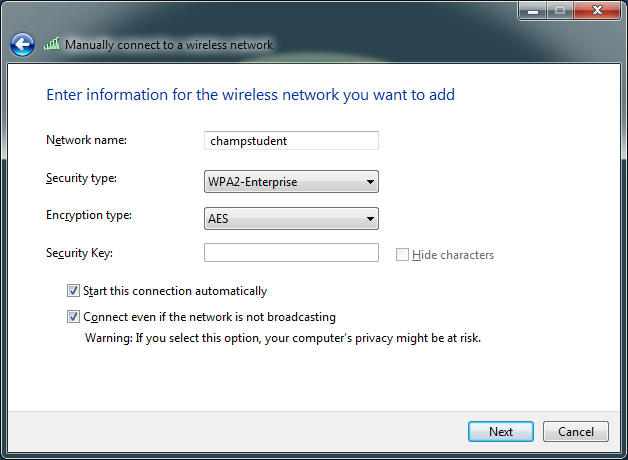 Manually connect to a wireless network
Enter information for the wireless network you want to add
Network name: champstudent
Security type: WPA2-Enterprise
Encryption type: AES
Security Key: Hide characters
Start this connection automatically
Connect even if the network is not broadcasting
Warning: If you select this option, your computer's privacy might be at risk.
Next Cancel